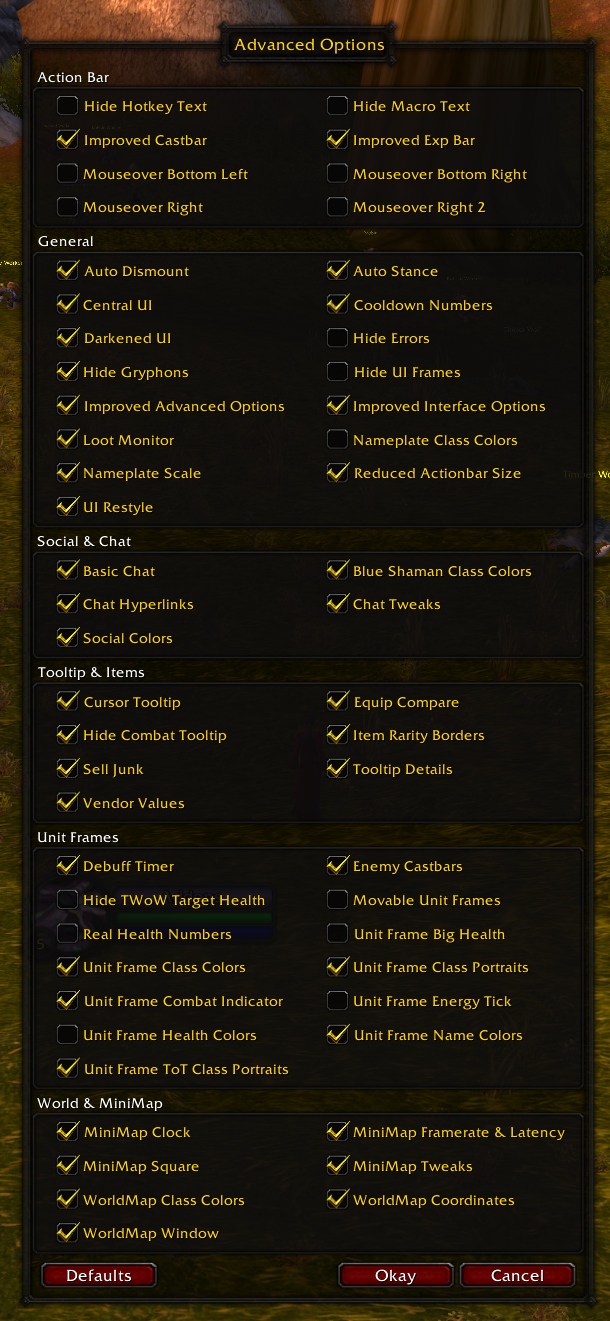 Advanced Options
Action Bar
Hide Hotkey Text
Hide Macro Text
Improved Castbar
Improved Exp Bar
Mouseover Bottom Left
Mouseover Bottom Right
Mouseover Right
Mouseover Right 2
General
Auto Dismount
Auto Stance
Central UI
Cooldown Numbers
Darkened UI
Hide Errors
Hide Gryphons
Hide UI Frames
Improved Advanced Options
Improved Interface Options
Loot Monitor
Nameplate Class Colors
Nameplate Scale
Reduced Actionbar Size
UI Restyle
Social & Chat
Basic Chat
Blue Shaman Class Colors
Chat Hyperlinks
Chat Tweaks
Social Colors
Tooltip & Items
Cursor Tooltip
Equip Compare
Hide Combat Tooltip
Item Rarity Borders
Sell Junk
Tooltip Details
Vendor Values
Unit Frames
Debuff Timer
Enemy Castbars
Hide TWoW Target Health
Movable Unit Frames
Real Health Numbers
Unit Frame Big Health
Unit Frame Class Colors
Unit Frame Class Portraits
Unit Frame Combat Indicator
Unit Frame Energy Tick
Unit Frame Health Colors
Unit Frame Name Colors
Unit Frame ToT Class Portraits
World & MiniMap
MiniMap Clock
MiniMap Framerate & Latency
MiniMap Square
MiniMap Tweaks
WorldMap Class Colors
WorldMap Coordinates
WorldMap Window
Defaults
Okay
Cancel